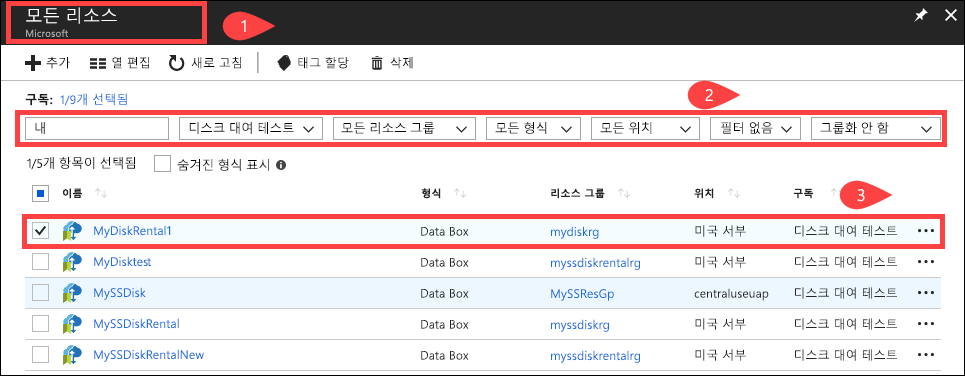 모든 리소스
Microsoft
1
추가 열 편집 새로 고침 태그 할당 삭제
구독: 1/9개 선택됨
2
내 디스크 대여 테스트 모든 리소스 그룹 모든 형식 모든 위치 필터 없음 그룹화 안 함
1/5개 항목이 선택됨 숨겨진 형식 표시
이름 형식 리소스 그룹 위치 구독
3
MyDiskRental1 Data Box mydiskrg 미국 서부 디스크 대여 테스트
MyDisktest Data Box myssdiskrentalrg 미국 서부 디스크 대여 테스트
MySSDisk Data Box MySSResGp centraluseuap 디스크 대여 테스트
MySSDiskRental Data Box myssdiskrg 미국 서부 디스크 대여 테스트
MySSDiskRentalNew Data Box myssdiskrentalrg 미국 서부 디스크 대여 테스트